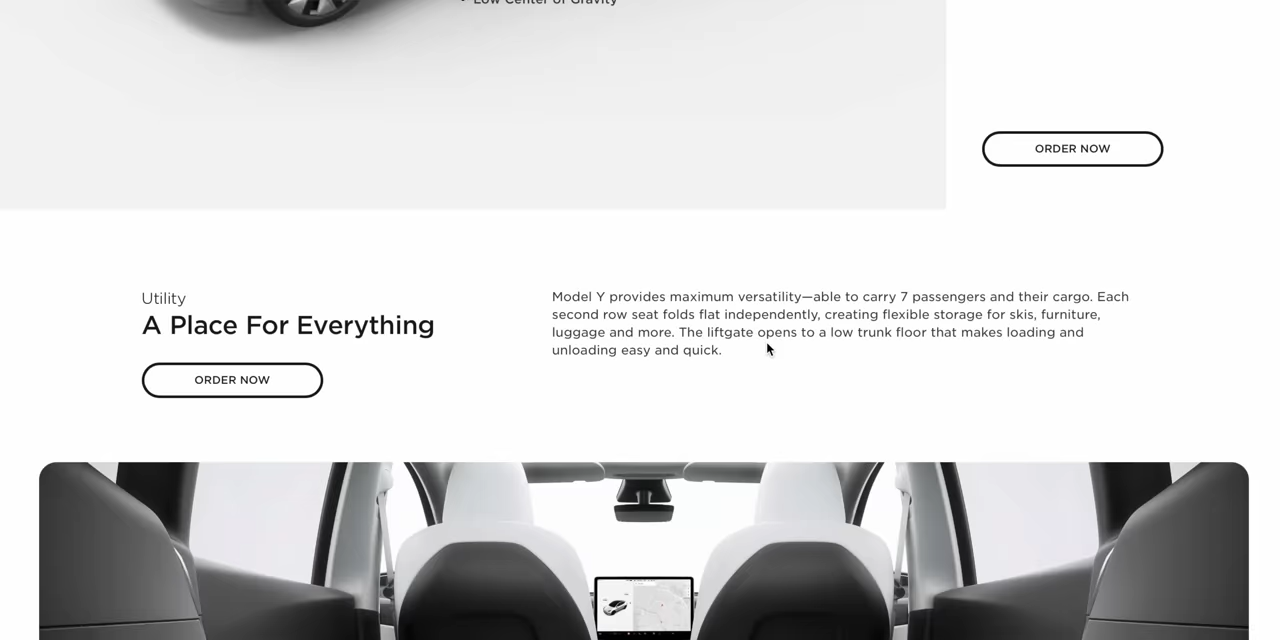 • Low Center of Gravity
ORDER NOW
Utility
A Place For Everything
ORDER NOW
Model Y provides maximum versatility—able to carry 7 passengers and their cargo. Each
second row seat folds flat independently, creating flexible storage for skis, furniture,
luggage and more. The liftgate opens to a low trunk floor that makes loading and
unloading easy and quick.